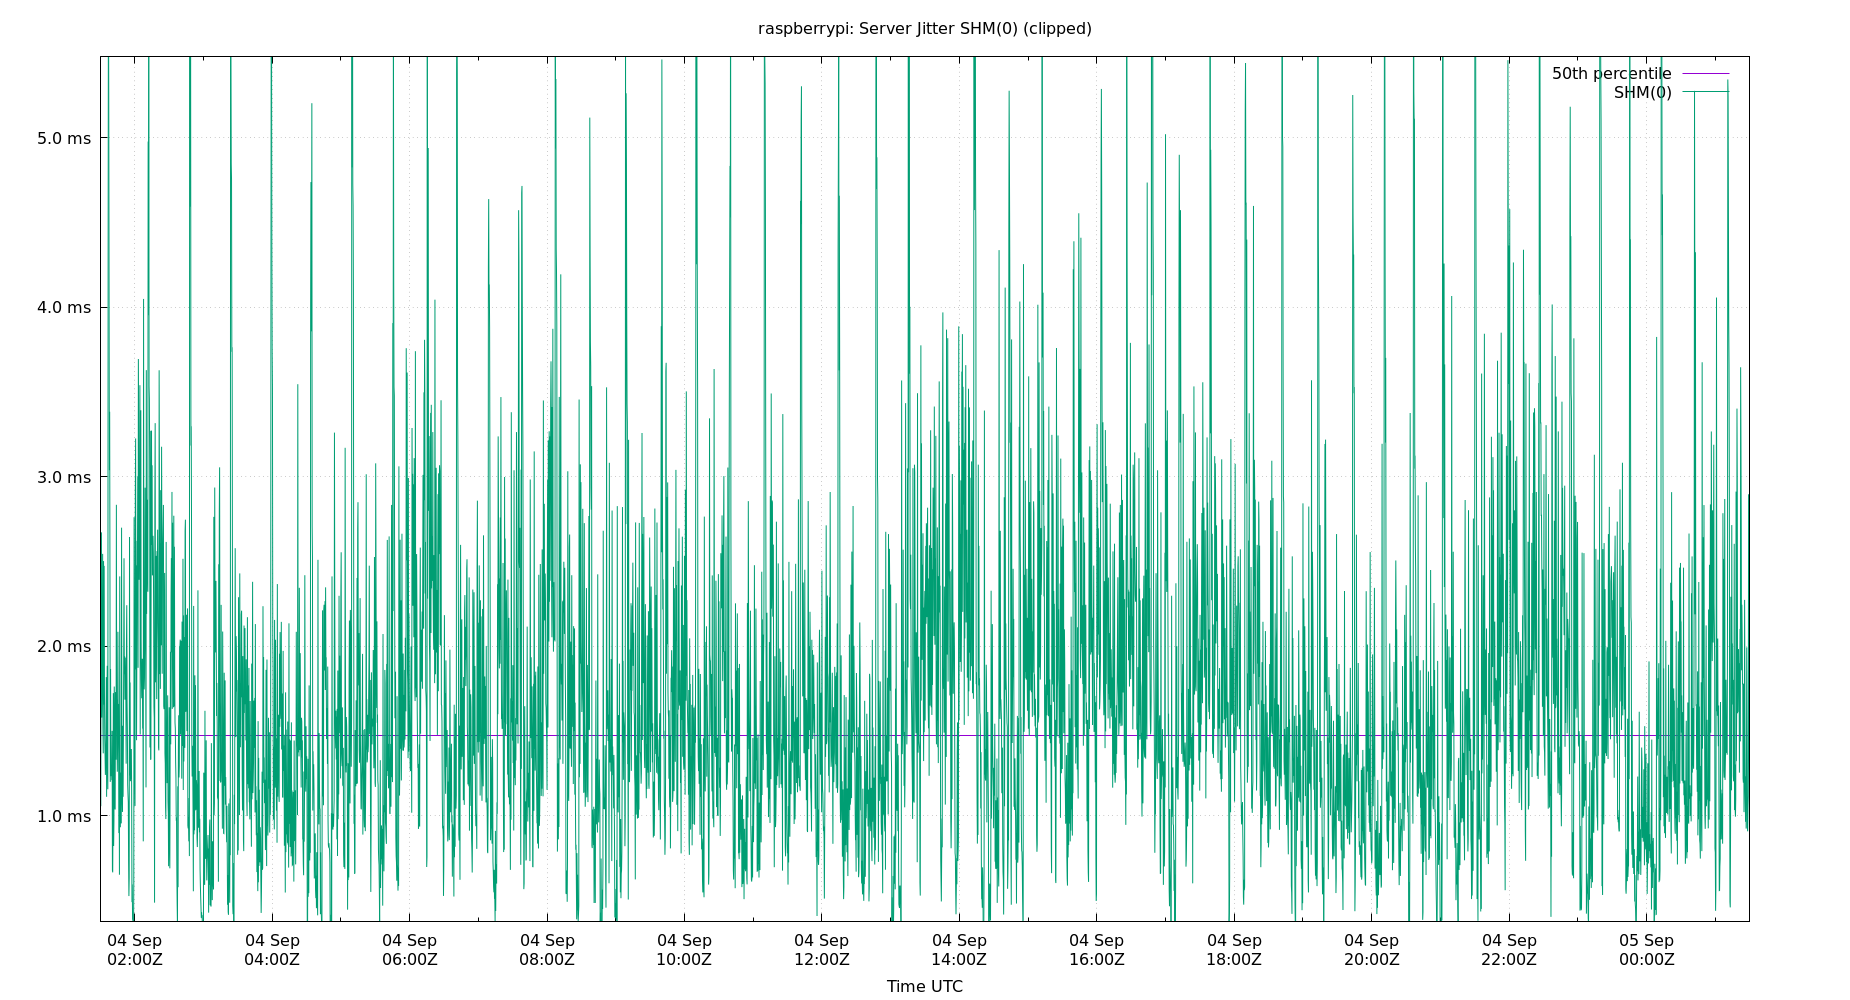 raspberrypi: Server Jitter SHM(0) (clipped)
50th percentile
SHM(0)
5.0 ms
4.0 ms
3.0 ms
2.0 ms
1.0 ms
04 Sep 04 Sep 04 Sep 04 Sep 04 Sep 04 Sep 04 Sep 04 Sep 04 Sep 04 Sep 04 Sep 05 Sep
02:00Z 04:00Z 06:00Z 08:00Z 10:00Z 12:00Z 14:00Z 16:00Z 18:00Z 20:00Z 22:00Z 00:00Z
Time UTC